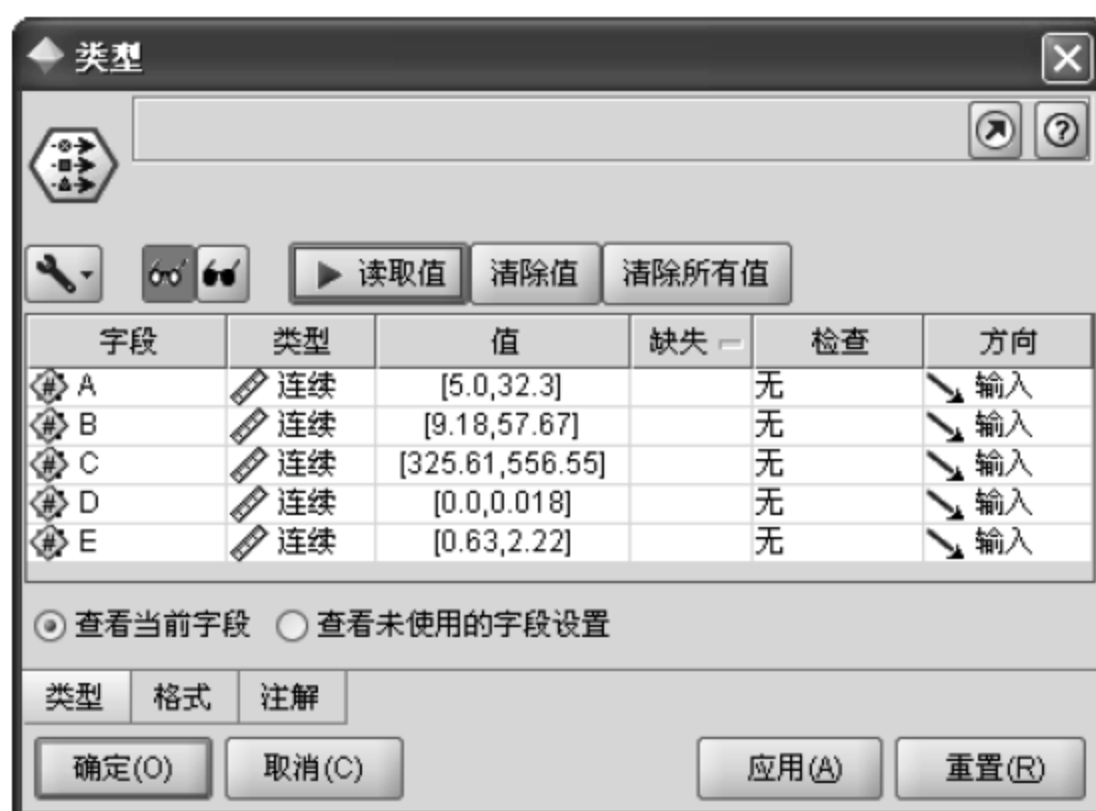 类型
读取值 清除值 清除所有值
字段 类型 值 缺失 检查 方向
A 连续 [5.0,32.3] 无 输入
B 连续 [9.18,57.67] 无 输入
C 连续 [325.61,556.55] 无 输入
D 连续 [0.0,0.018] 无 输入
E 连续 [0.63,2.22] 无 输入
查看当前字段 查看未使用的字段设置
类型 格式 注解
确定(O) 取消(C) 应用(A) 重置(R)